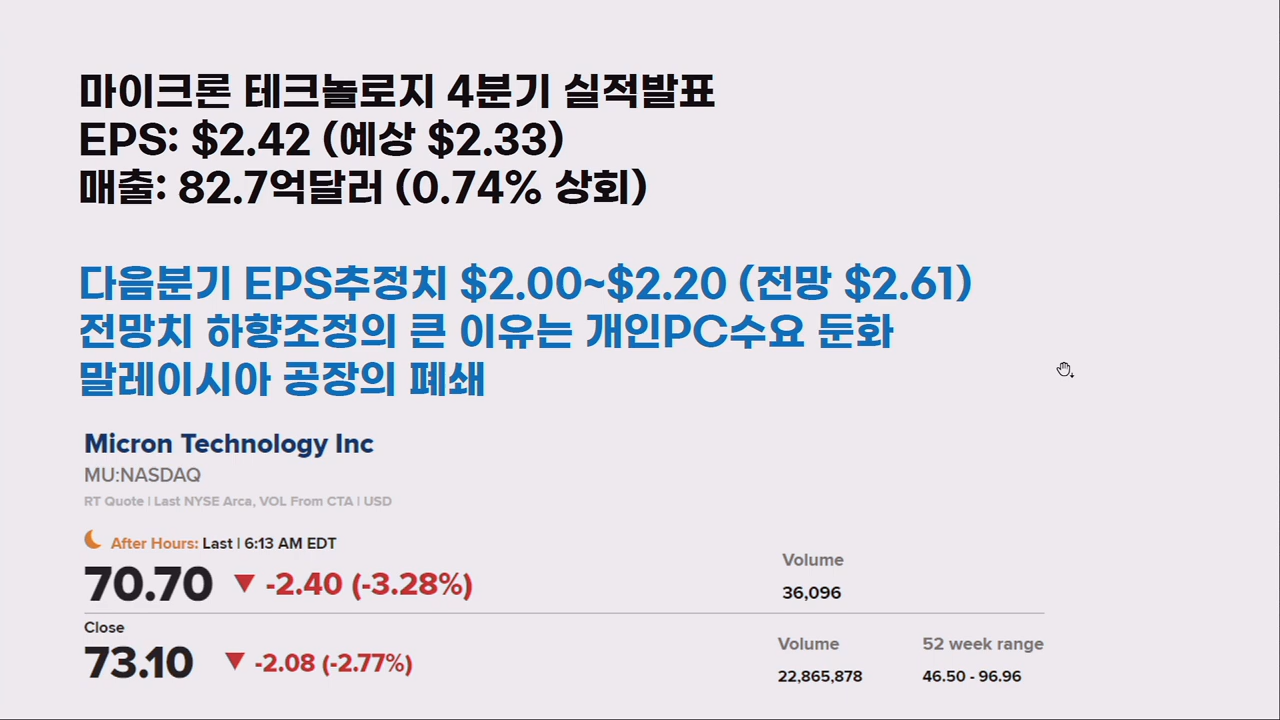 마이크론 테크놀로지 4분기 실적발표
EPS: $2.42 (예상 $2.33)
매출: 82.7억달러 (0.74% 상회)
다음분기 EPS추정치 $2.00~$2.20 (전망 $2.61)
전망치 하향조정의 큰 이유는 개인PC수요 둔화
말레이시아 공장의 폐쇄
Micron Technology Inc
MU:NASDAQ
RT Quote | Last NYSE Arca, VOL From CTA | USD
After Hours: Last | 6:13 AM EDT
70.70 ▼ -2.40 (-3.28%)
Volume
36,096
Close
73.10 ▼ -2.08 (-2.77%)
Volume 52 week range
22,865,878 46.50 - 96.96